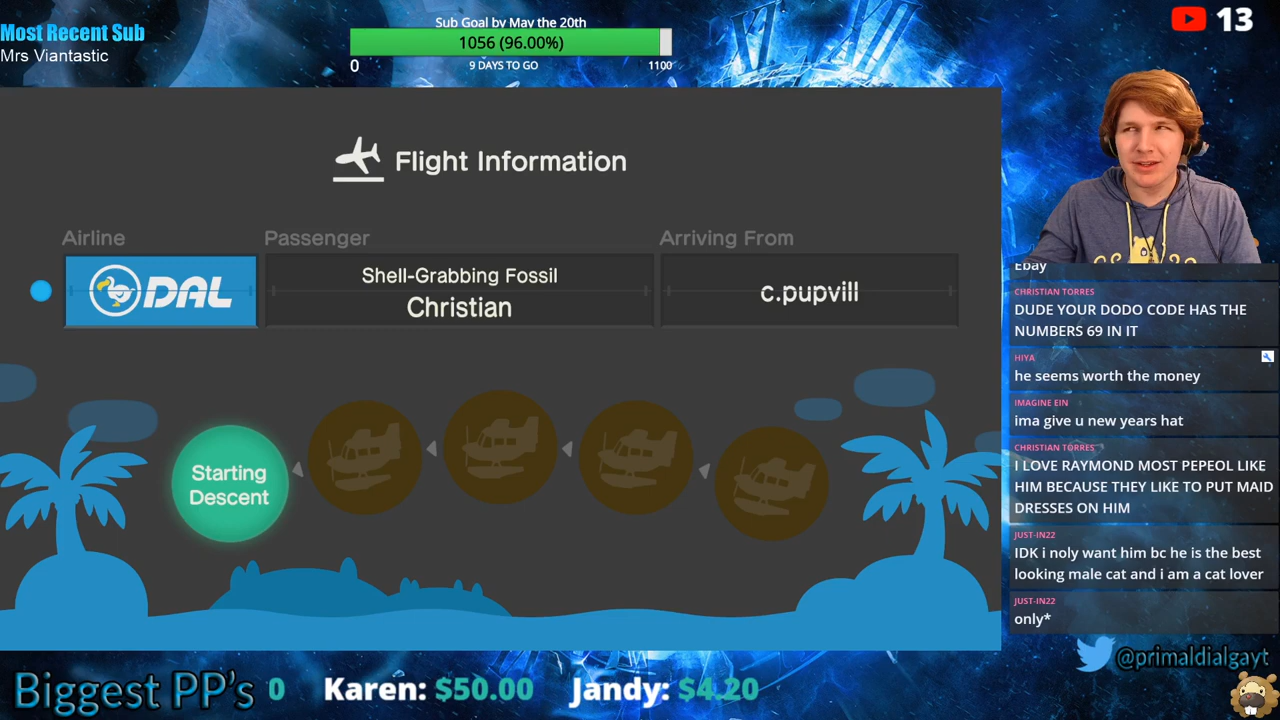 Most Recent Sub
Mrs Viantastic
Sub Goal by May the 20th
1056 (96.00%)
0
9 DAYS TO GO
1100
13
Flight Information
Airline
Passenger
Arriving From
DAL
Shell-Grabbing Fossil
Christian
c.pupvill
Starting
Descent
Ebay
CHRISTIAN TORRES
DUDE YOUR DODO CODE HAS THE
NUMBERS 69 IN IT
HIYA
he seems worth the money
IMAGINE EIN
ima give u new years hat
CHRISTIAN TORRES
I LOVE RAYMOND MOST PEPEOL LIKE
HIM BECAUSE THEY LIKE TO PUT MAID
DRESSES ON HIM
JUST-IN22
IDK i noly want him bc he is the best
looking male cat and i am a cat lover
JUST-IN22
only*
@primaldialgayt
Biggest PP's 0 Karen: $50.00 Jandy: $4.20